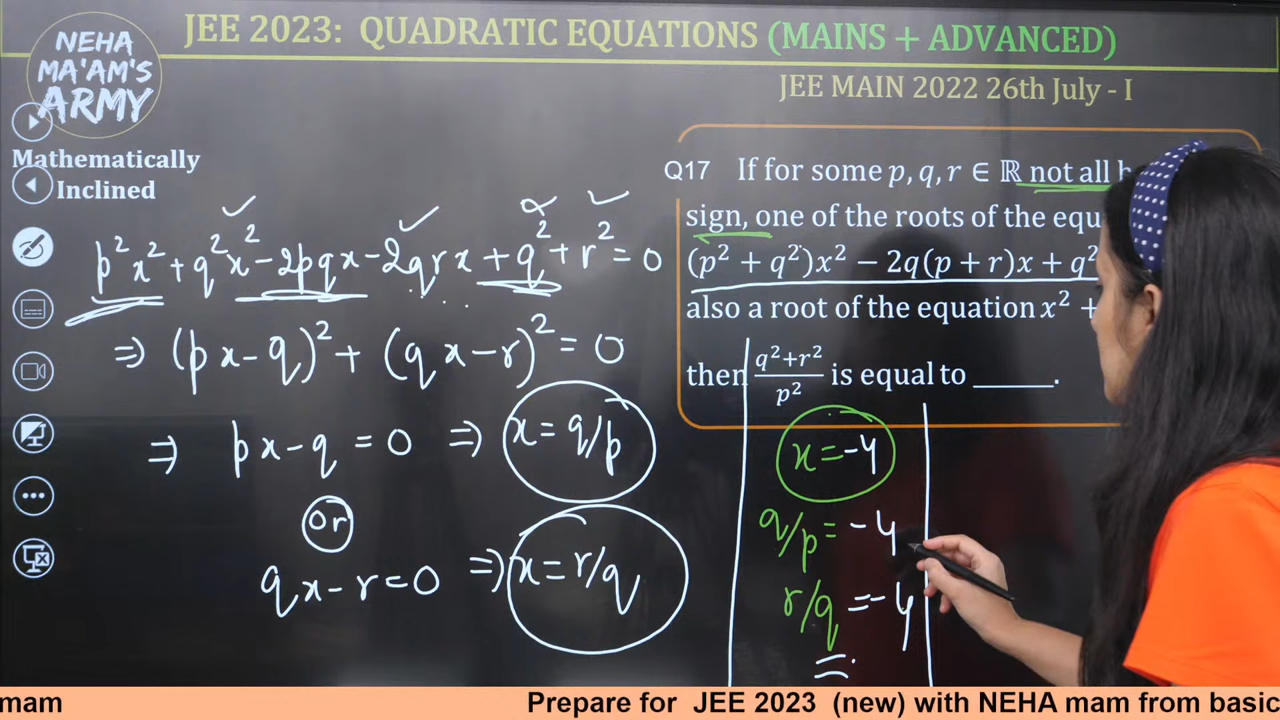 JEE 2023: QUADRATIC EQUATIONS (MAINS + ADVANCED)
NEHA
MA'AM'S
ARMY
JEE MAIN 2022 26th July - I
Mathematically
Inclined
Q17 If for some p, q, r ∈ ℝ not all
sign, one of the roots of the equ
(p² + q²)x² − 2q(p + r)x + q²
also a root of the equation x² +
then (q²+r²)/p² is equal to _____.
p²x² + q²x² − 2pqx − 2qrx + q² + r² = 0
⇒ (px − q)² + (qx − r)² = 0
⇒ px − q = 0 ⇒ x = q/p
Or
qx − r = 0 ⇒ x = r/q
x = −4
q/p = −4
r/q = −4
mam
Prepare for JEE 2023 (new) with NEHA mam from basic